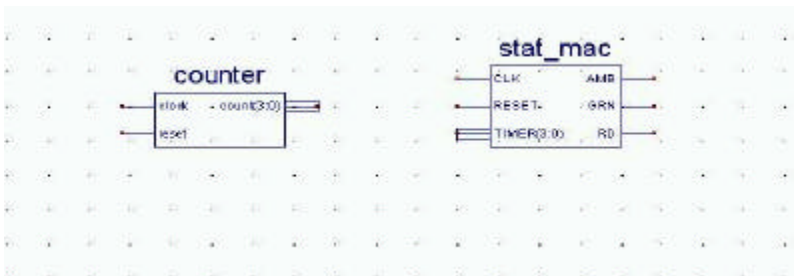 counter
clock count(3:0)
reset
stat_mac
CLK AMB
RESET GRN
TIMER(3:0) RD